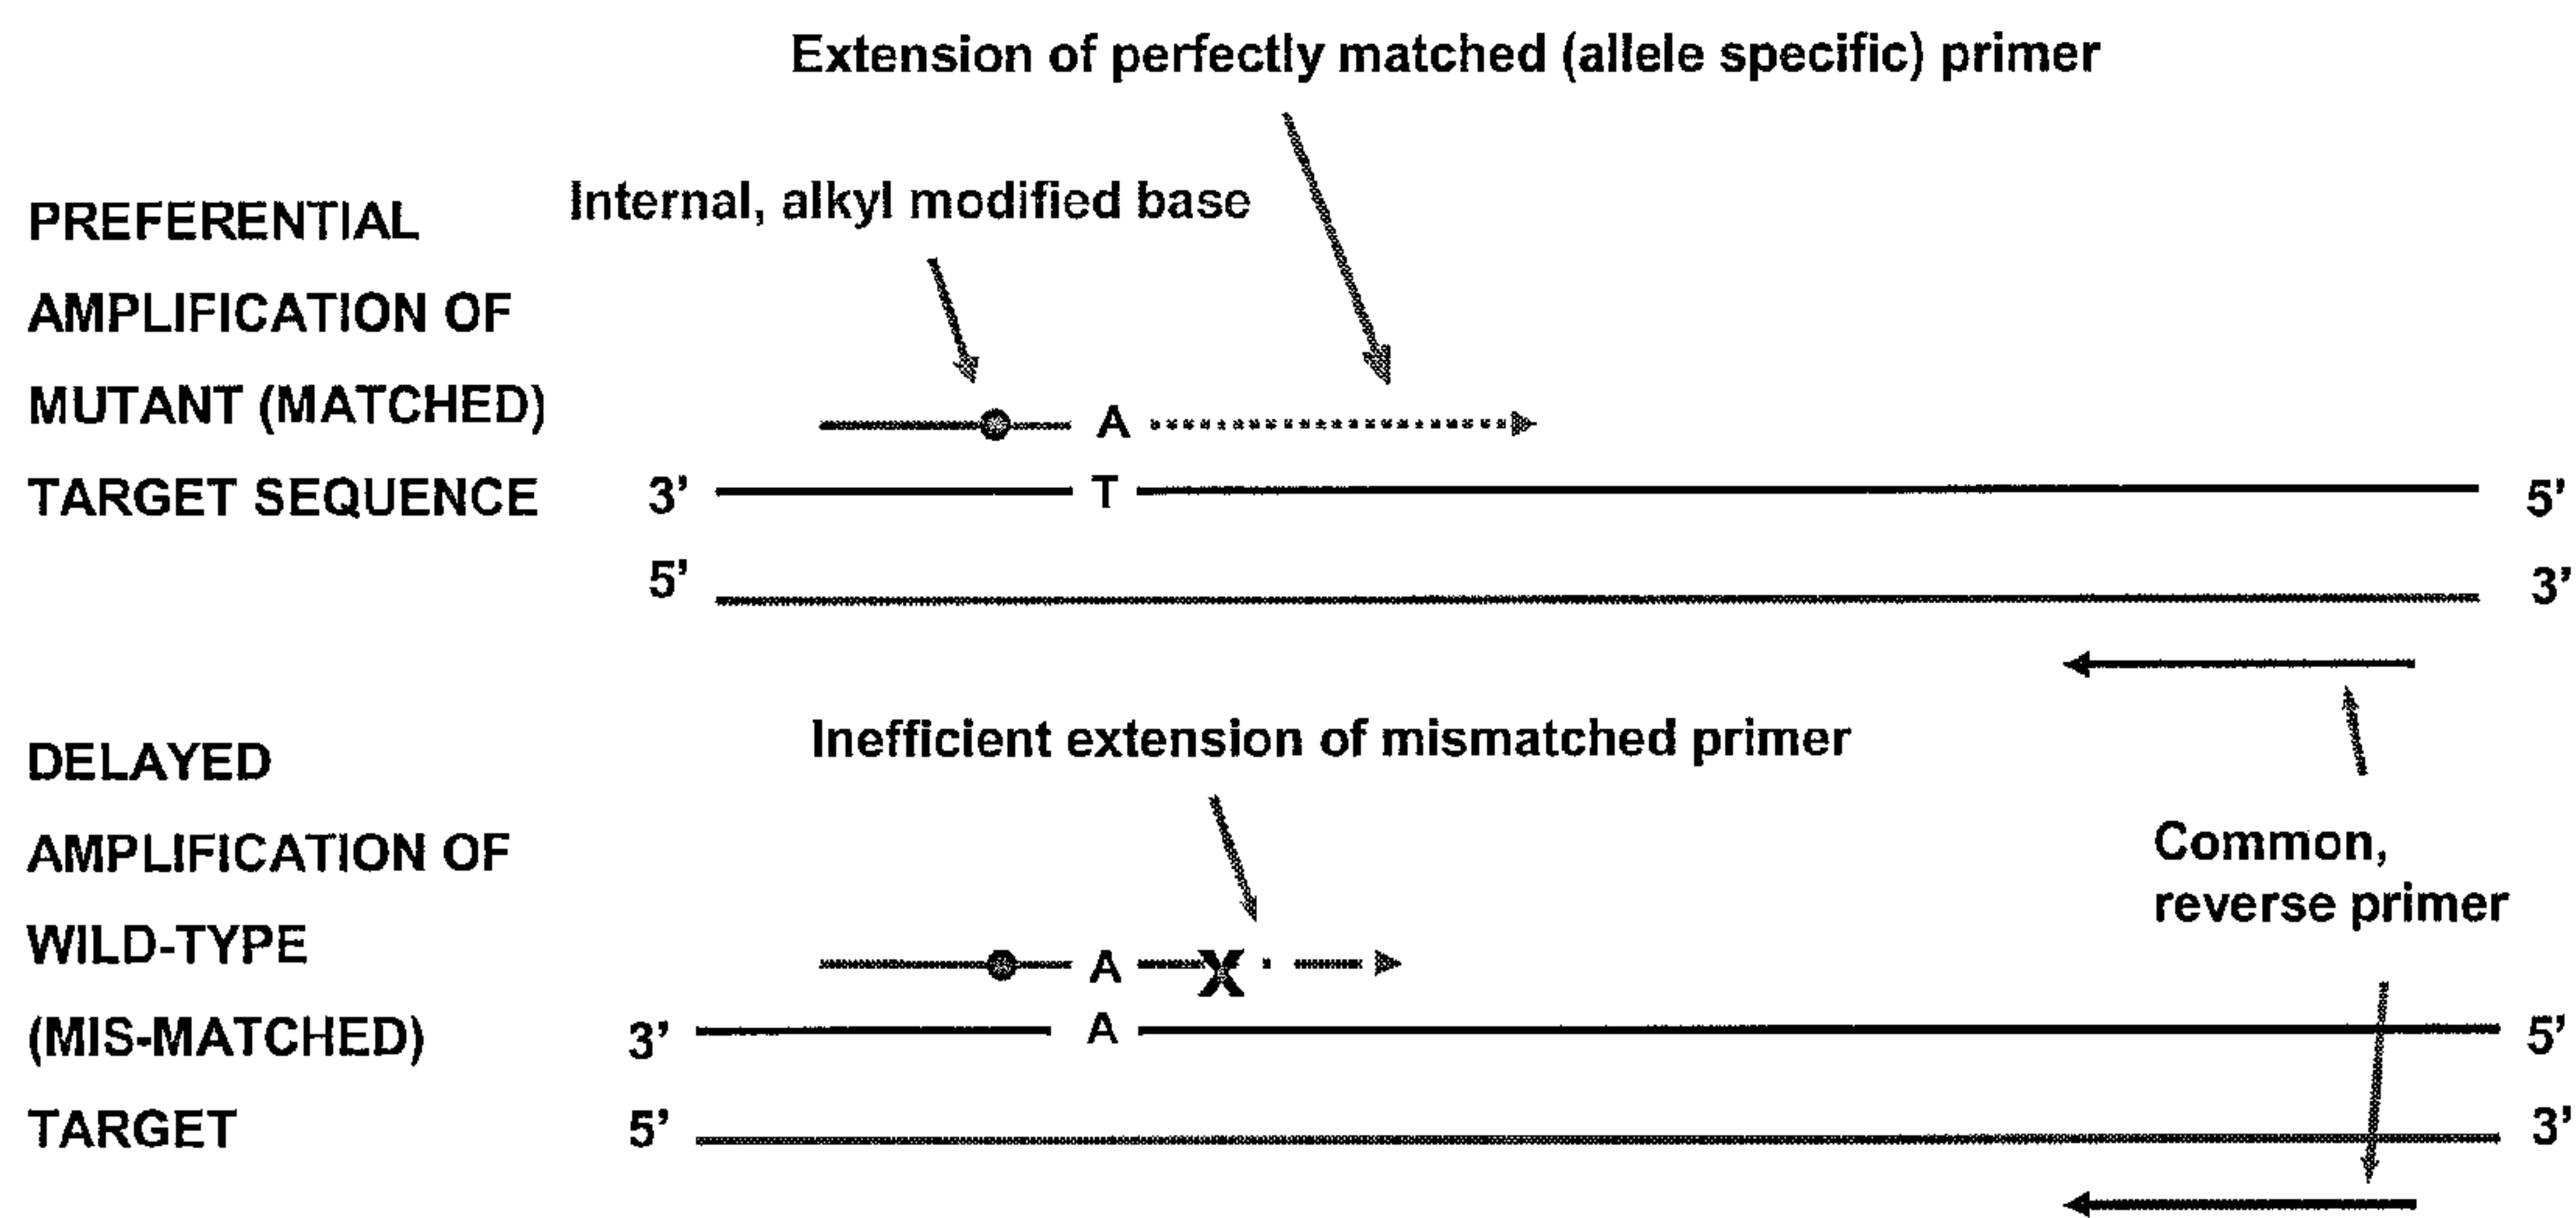 Extension of perfectly matched (allele specific) primer
Internal, alkyl modified base
PREFERENTIAL
AMPLIFICATION OF
MUTANT (MATCHED)
TARGET SEQUENCE
A
3' T 5'
5' 3'
Inefficient extension of mismatched primer
DELAYED
AMPLIFICATION OF
WILD-TYPE
(MIS-MATCHED)
TARGET
Common,
reverse primer
A X
3' A 5'
5' 3'